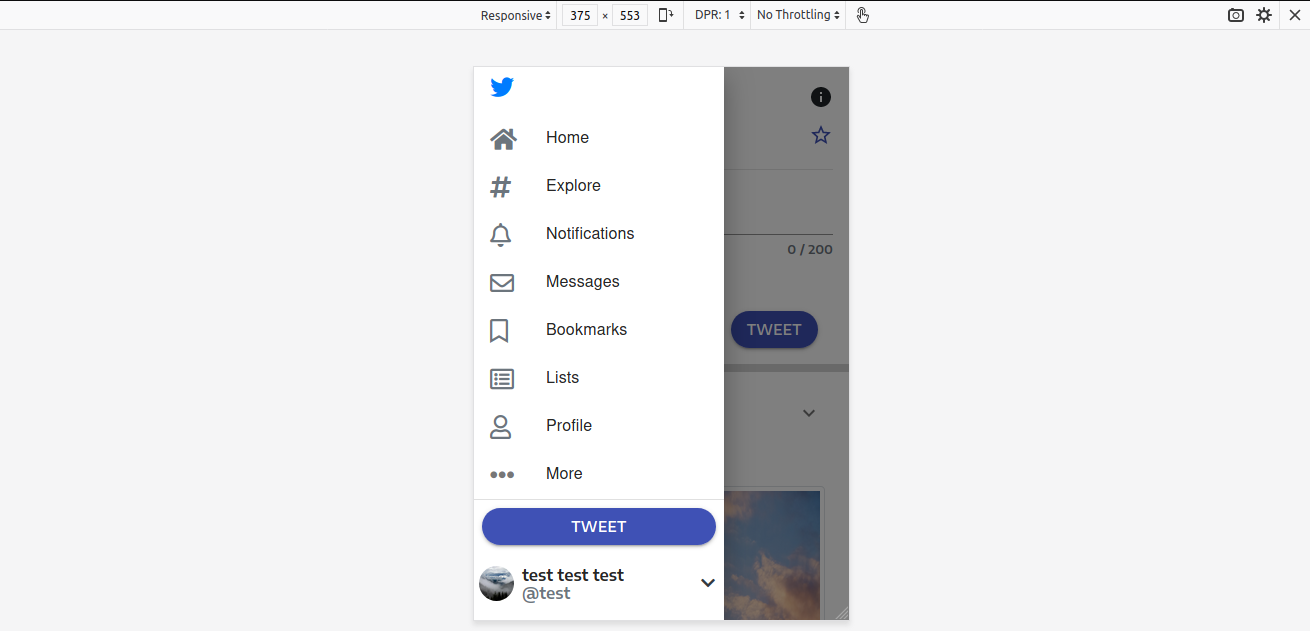 Responsive 375 × 553 DPR: 1 No Throttling
Home
Explore
Notifications
Messages
Bookmarks
Lists
Profile
More
TWEET
test test test
@test
0 / 200
TWEET